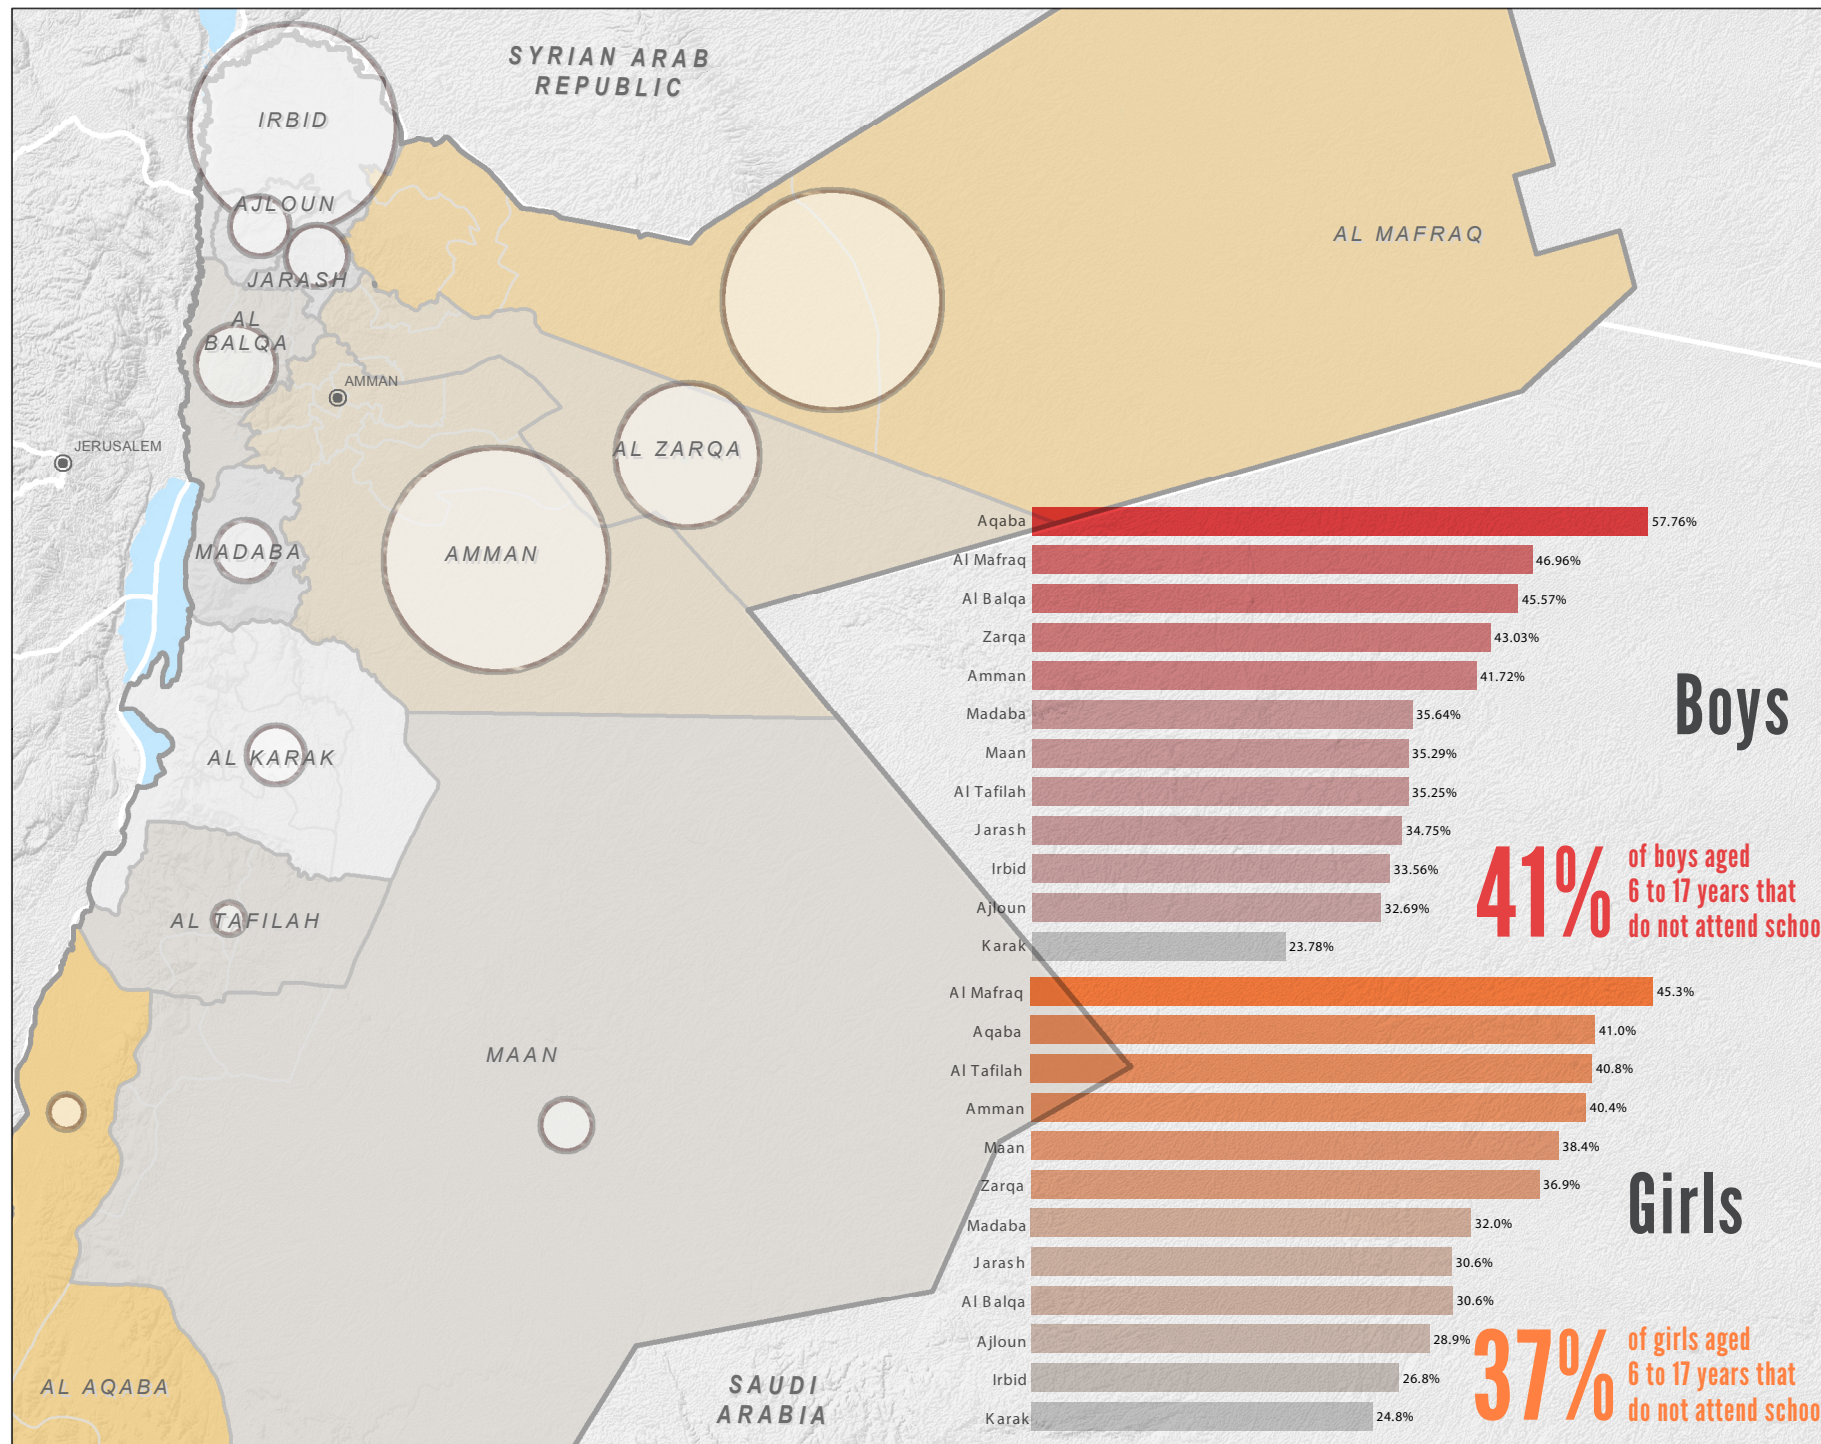 SYRIAN ARAB
REPUBLIC
IRBID
AJLOUN
JARASH
AL
BALQA
AMMAN
JERUSALEM
AL MAFRAQ
AL ZARQA
AMMAN
MADABA
AL KARAK
AL TAFILAH
MAAN
AL AQABA
SAUDI
ARABIA
Aqaba 57.76%
Al Mafraq 46.96%
Al Balqa 45.57%
Zarqa 43.03%
Amman 41.72%
Madaba 35.64%
Maan 35.29%
Al Tafilah 35.25%
Jarash 34.75%
Irbid 33.56%
Ajloun 32.69%
Karak 23.78%
Boys
41%
of boys aged
6 to 17 years that
do not attend schoo
Al Mafraq 45.3%
Aqaba 41.0%
Al Tafilah 40.8%
Amman 40.4%
Maan 38.4%
Zarqa 36.9%
Madaba 32.0%
Jarash 30.6%
Al Balqa 30.6%
Ajloun 28.9%
Irbid 26.8%
Karak 24.8%
Girls
37%
of girls aged
6 to 17 years that
do not attend schoo